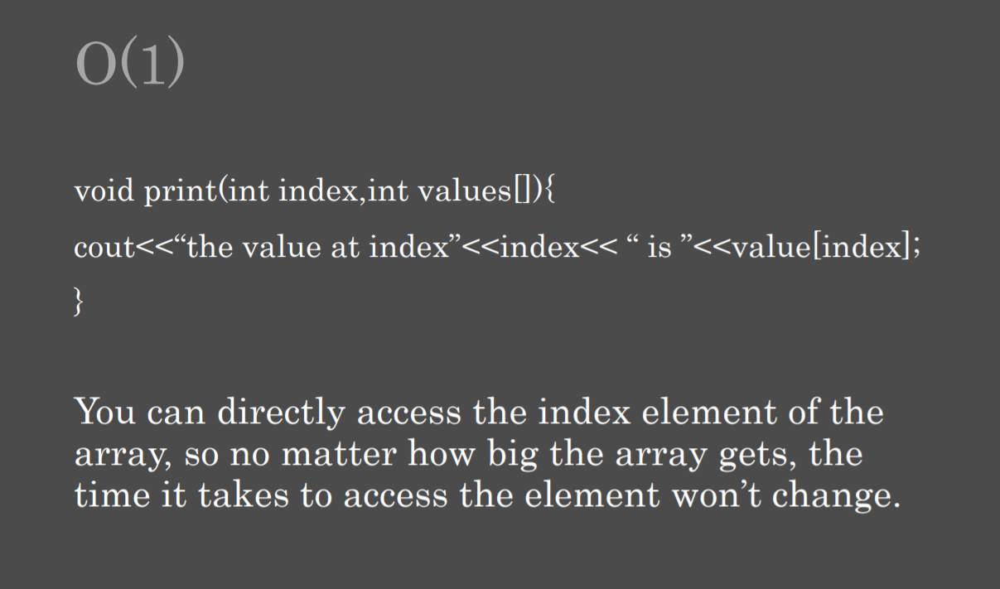 O(1)
void print(int index,int values[]){
cout<<“the value at index”<<index<< “ is ”<<value[index];
}
You can directly access the index element of the
array, so no matter how big the array gets, the
time it takes to access the element won’t change.